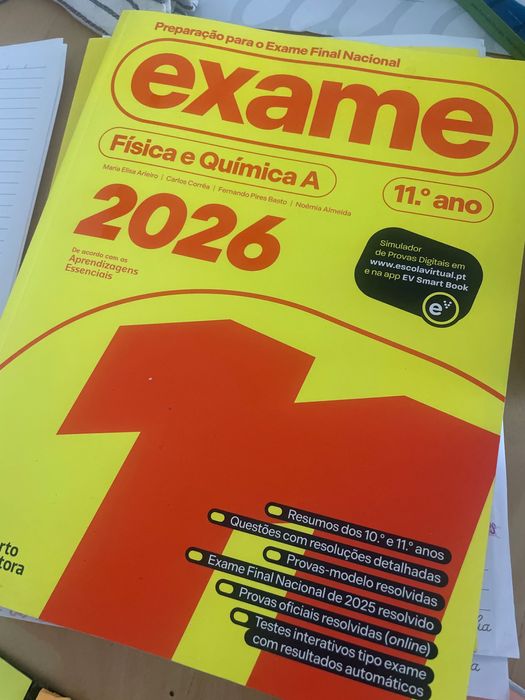 Preparação para o Exame Final Nacional
exame
Física e Química A
11.º ano
Maria Elisa Arieiro | Carlos Corrêa | Fernando Pires Basto | Noémia Almeida
2026
De acordo com as
Aprendizagens
Essenciais
Simulador
de Provas Digitais em
www.escolavirtual.pt
e na app EV Smart Book
e
11
Resumos dos 10.º e 11.º anos
Questões com resoluções detalhadas
Provas-modelo resolvidas
Exame Final Nacional de 2025 resolvido
Provas oficiais resolvidas (online)
Testes interativos tipo exame
com resultados automáticos
rto
tora